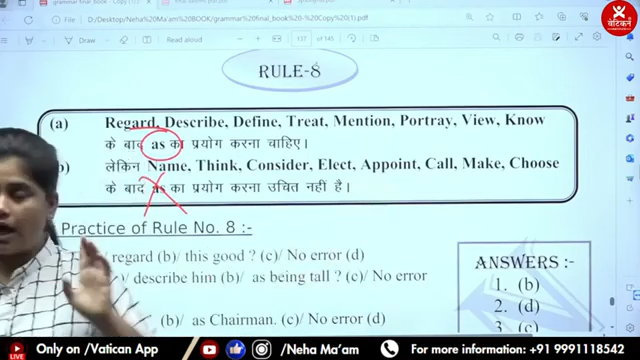 grammar final_book
D:/Desktop/Neha%20Ma'am%20BOOK/grammar%20final_book%20-%20Copy%20(1).pdf
Read aloud
137 of 145
वेटिकन
RULE-8
(a) Regard, Describe, Define, Treat, Mention, Portray, View, Know
के बाद as का प्रयोग करना चाहिए।
लेकिन Name, Think, Consider, Elect, Appoint, Call, Make, Choose
के बाद as का प्रयोग करना उचित नहीं है।
Practice of Rule No. 8 :-
regard (b)/ this good ? (c)/ No error (d)
describe him (b)/ as being tall ? (c)/ No error
(b)/ as Chairman. (c)/ No error (d)
ANSWERS :-
1. (b)
2. (d)
3. (c)
LIVE Only on /Vatican App /Neha Ma'am For more information: +91 9991118542